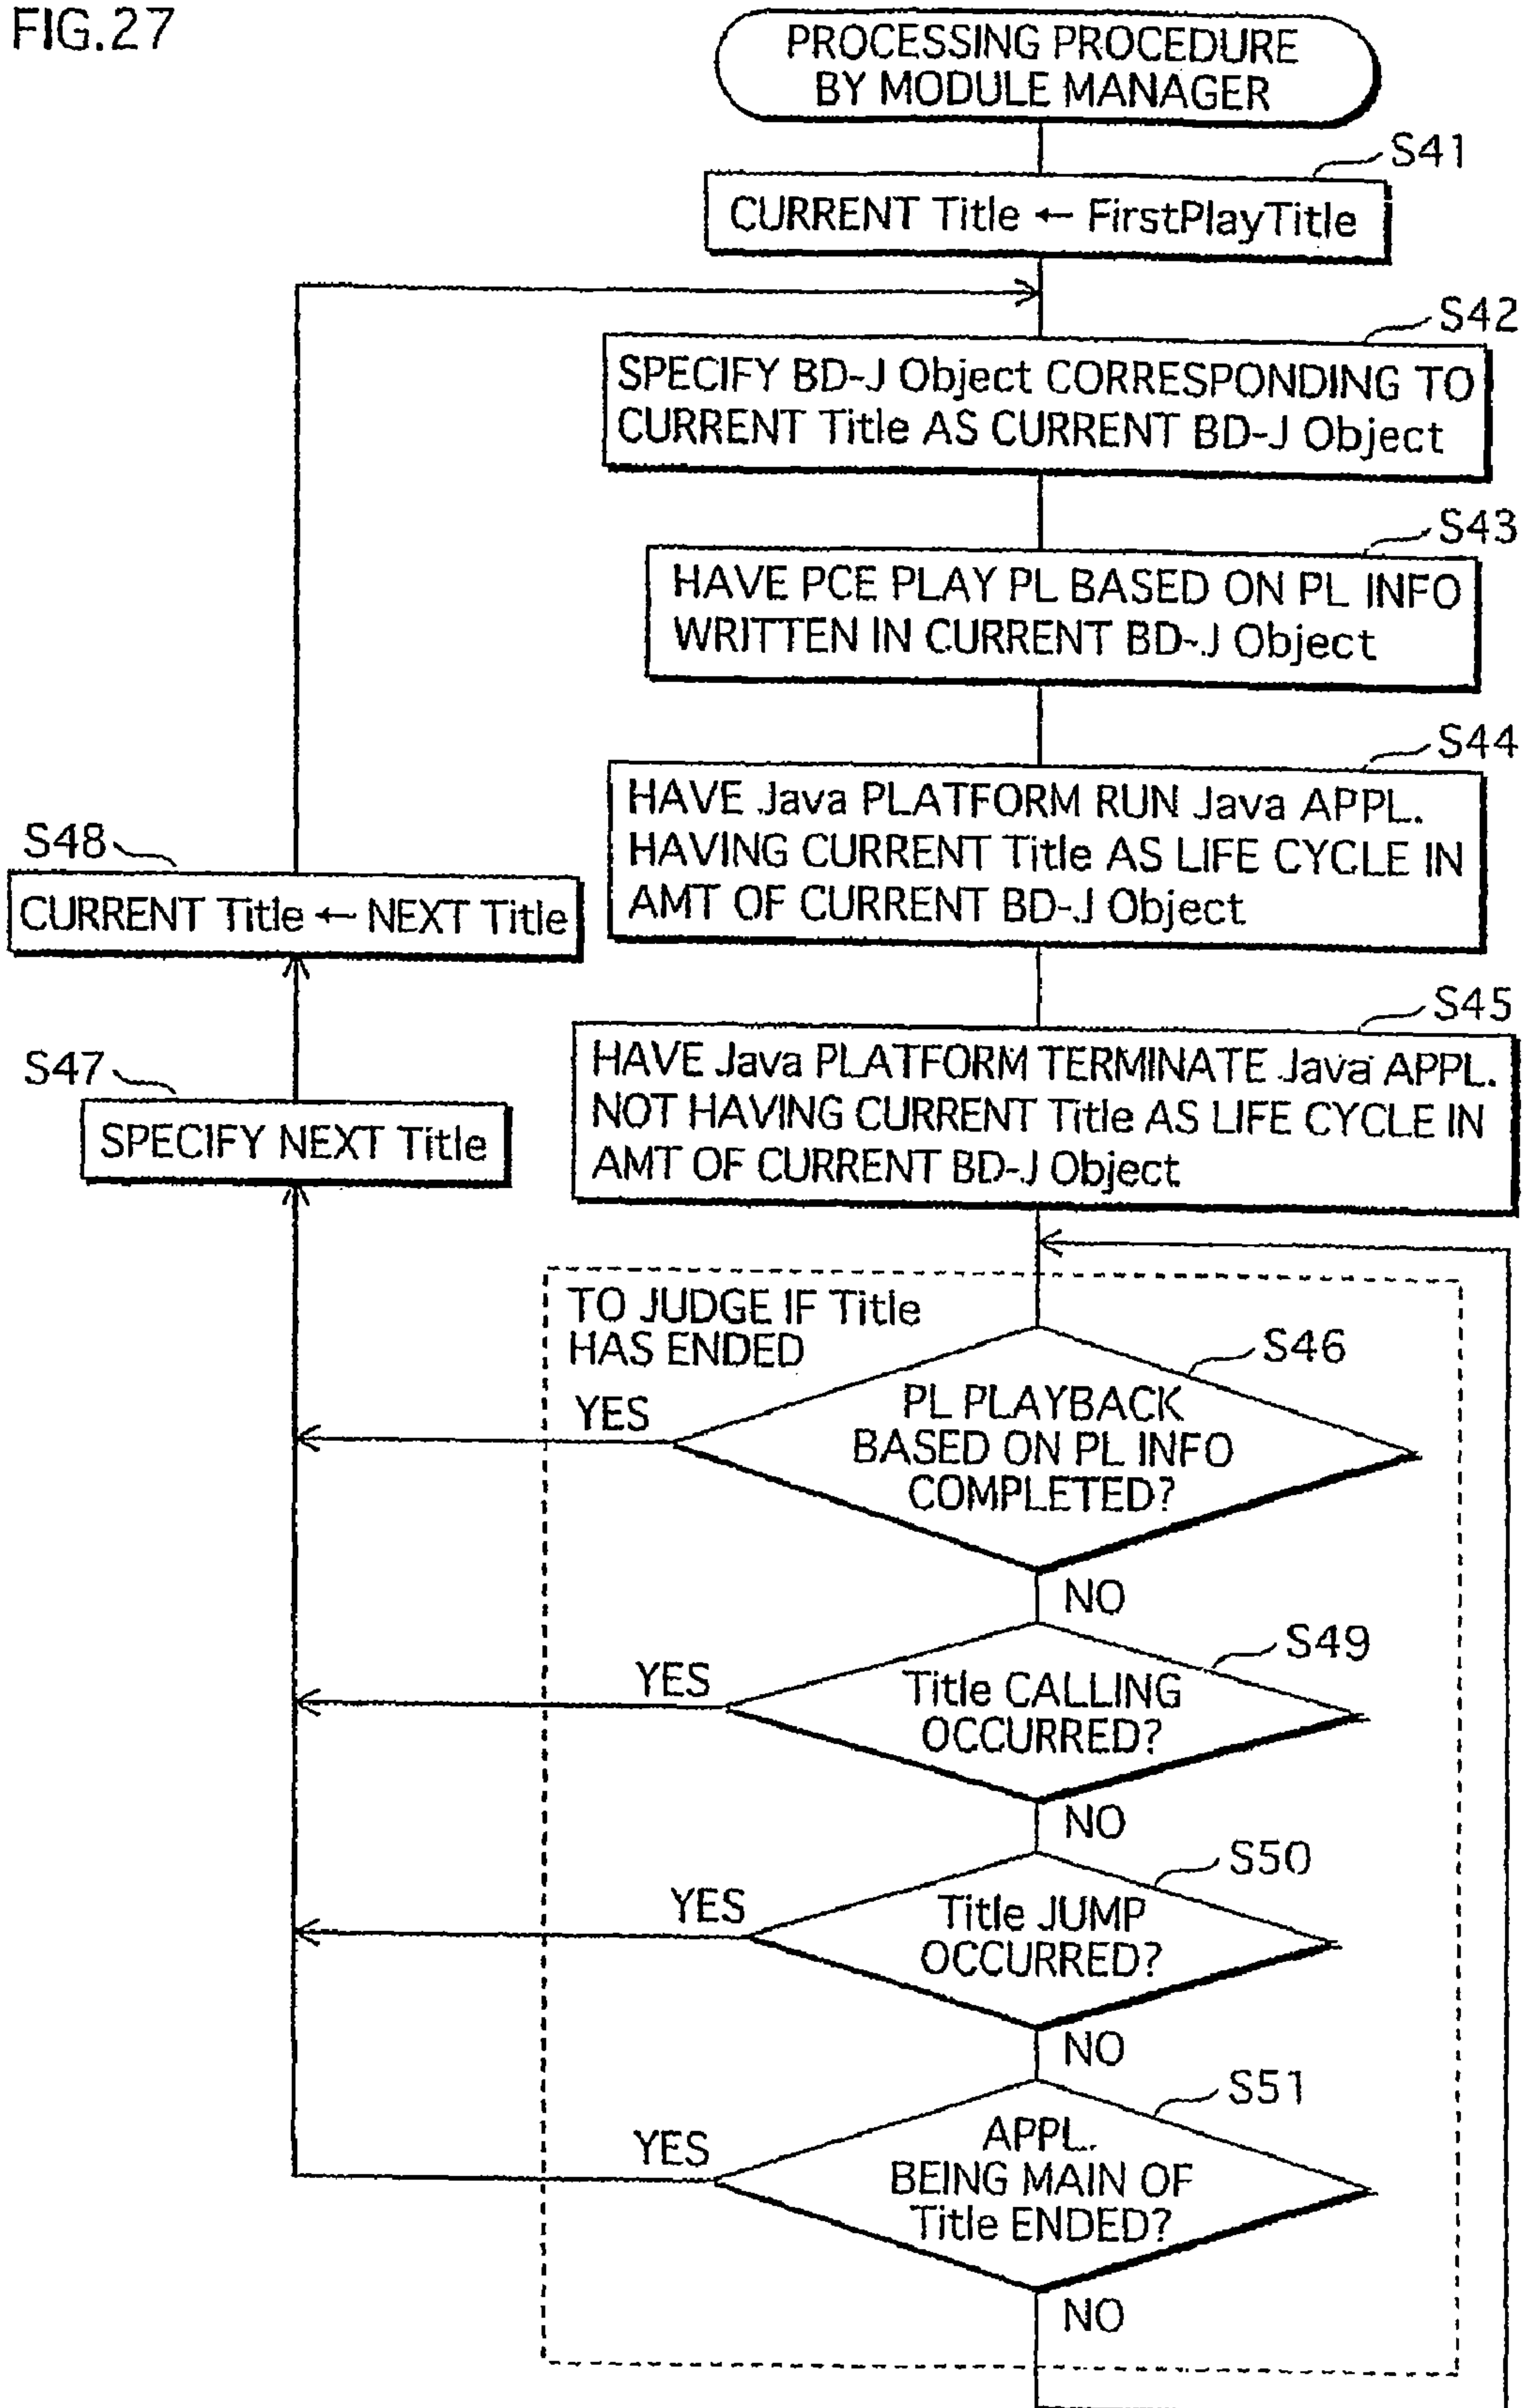 FIG.27
PROCESSING PROCEDURE
BY MODULE MANAGER
S41
CURRENT Title ← FirstPlayTitle
S42
SPECIFY BD-J Object CORRESPONDING TO
CURRENT Title AS CURRENT BD-J Object
S43
HAVE PCE PLAY PL BASED ON PL INFO
WRITTEN IN CURRENT BD-J Object
S44
HAVE Java PLATFORM RUN Java APPL.
HAVING CURRENT Title AS LIFE CYCLE IN
AMT OF CURRENT BD-J Object
S48
CURRENT Title ← NEXT Title
S45
HAVE Java PLATFORM TERMINATE Java APPL.
NOT HAVING CURRENT Title AS LIFE CYCLE IN
AMT OF CURRENT BD-J Object
S47
SPECIFY NEXT Title
TO JUDGE IF Title
HAS ENDED
S46
PL PLAYBACK
BASED ON PL INFO
COMPLETED?
YES
NO
S49
Title CALLING
OCCURRED?
YES
NO
S50
Title JUMP
OCCURRED?
YES
NO
S51
APPL.
BEING MAIN OF
Title ENDED?
YES
NO